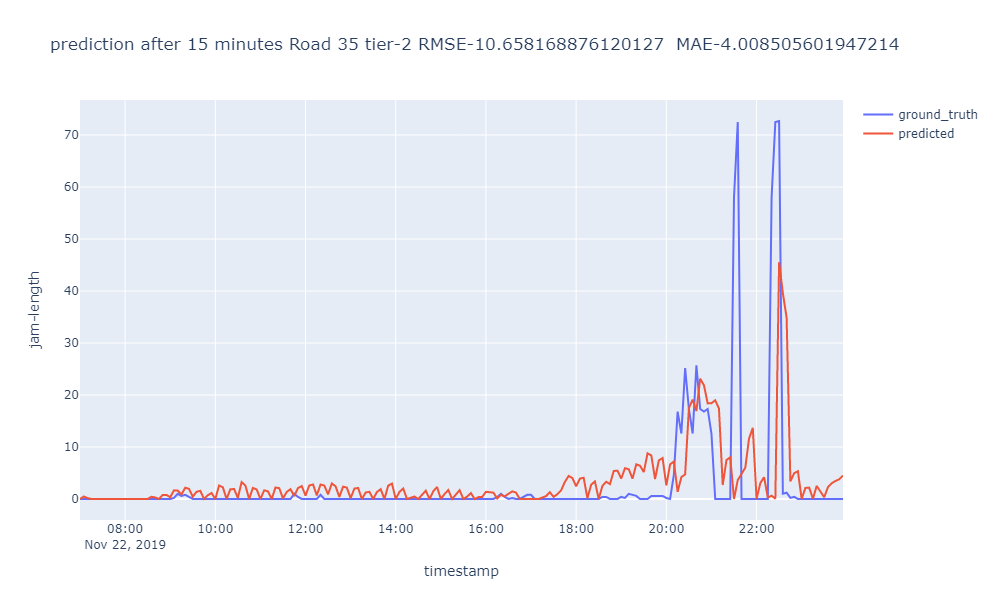 prediction after 15 minutes Road 35 tier-2 RMSE-10.658168876120127  MAE-4.008505601947214
ground_truth
predicted
70
60
50
40
30
20
10
0
jam-length
08:00 10:00 12:00 14:00 16:00 18:00 20:00 22:00
Nov 22, 2019
timestamp